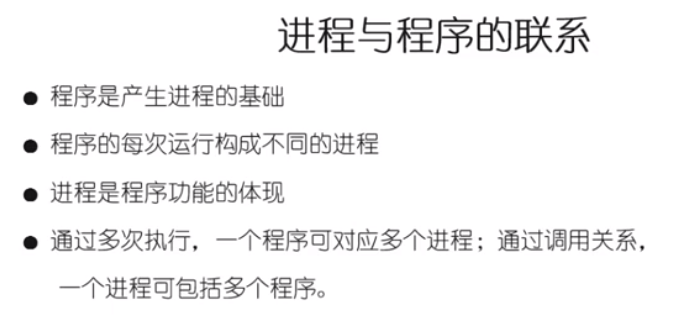 进程与程序的联系
● 程序是产生进程的基础
● 程序的每次运行构成不同的进程
● 进程是程序功能的体现
● 通过多次执行，一个程序可对应多个进程；通过调用关系，
一个进程可包括多个程序。